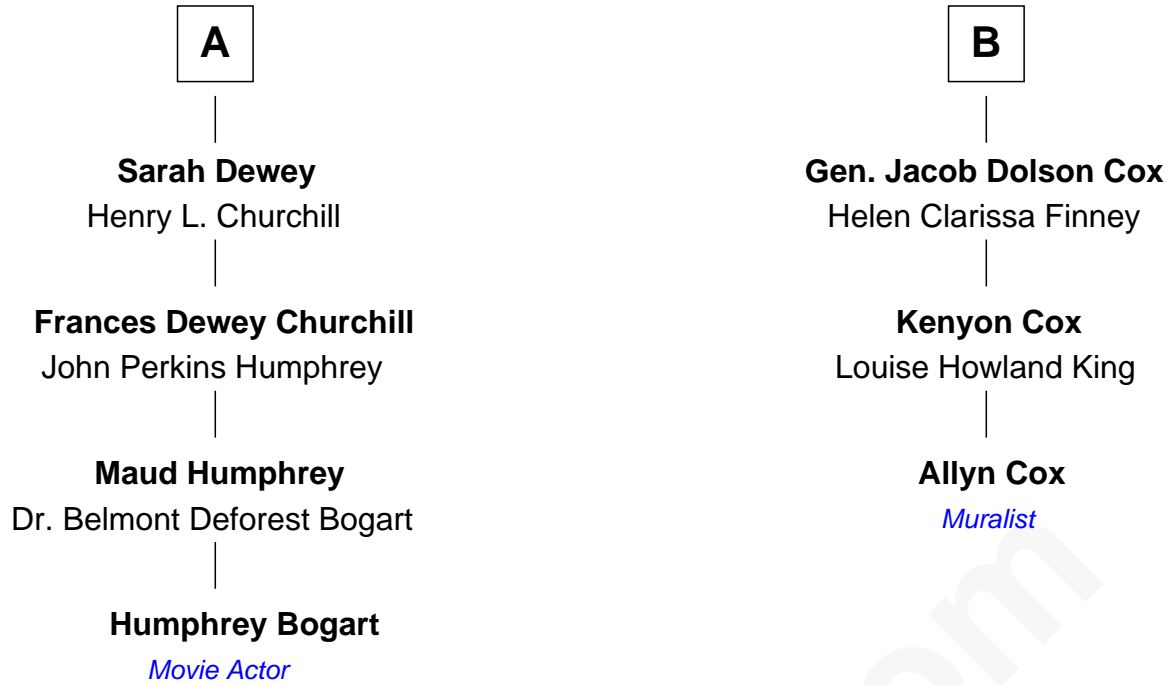 A
Sarah Dewey
Henry L. Churchill
Frances Dewey Churchill
John Perkins Humphrey
Maud Humphrey
Dr. Belmont Deforest Bogart
Humphrey Bogart
Movie Actor
B
Gen. Jacob Dolson Cox
Helen Clarissa Finney
Kenyon Cox
Louise Howland King
Allyn Cox
Muralist
om